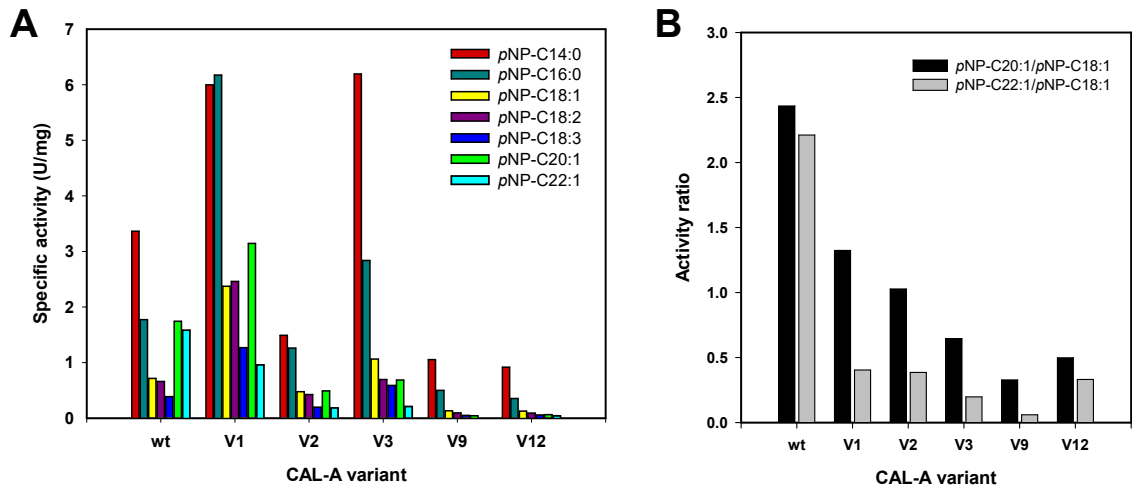 A
7
6
5
4
3
2
1
0
Specific activity (U/mg)
pNP-C14:0
pNP-C16:0
pNP-C18:1
pNP-C18:2
pNP-C18:3
pNP-C20:1
pNP-C22:1
wt V1 V2 V3 V9 V12
CAL-A variant
B
3.0
2.5
2.0
1.5
1.0
0.5
0.0
Activity ratio
pNP-C20:1/pNP-C18:1
pNP-C22:1/pNP-C18:1
wt V1 V2 V3 V9 V12
CAL-A variant